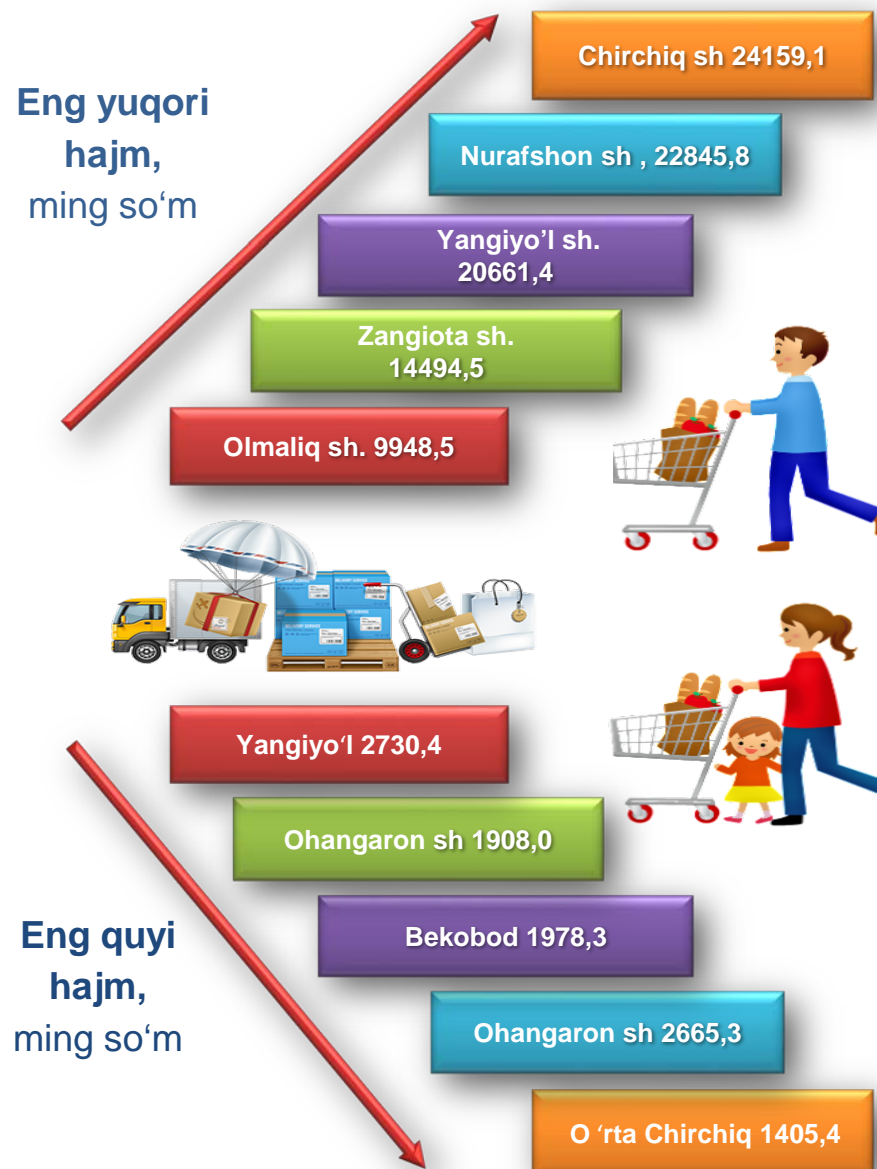 Eng yuqori
hajm,
ming so‘m
Chirchiq sh 24159,1
Nurafshon sh , 22845,8
Yangiyo’l sh.
20661,4
Zangiota sh.
14494,5
Olmaliq sh. 9948,5
Yangiyo‘l 2730,4
Ohangaron sh 1908,0
Bekobod 1978,3
Ohangaron sh 2665,3
O ‘rta Chirchiq 1405,4
Eng quyi
hajm,
ming so‘m